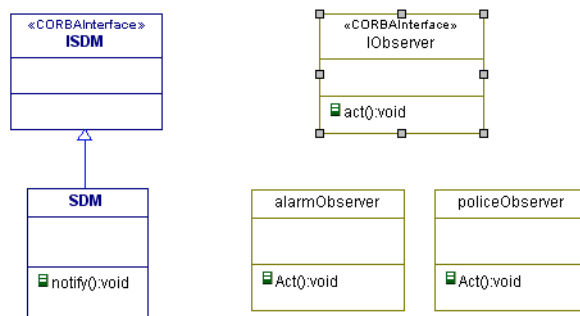 «CORBAInterface»
ISDM
«CORBAInterface»
IObserver
act():void
SDM
notify():void
alarmObserver
Act():void
policeObserver
Act():void